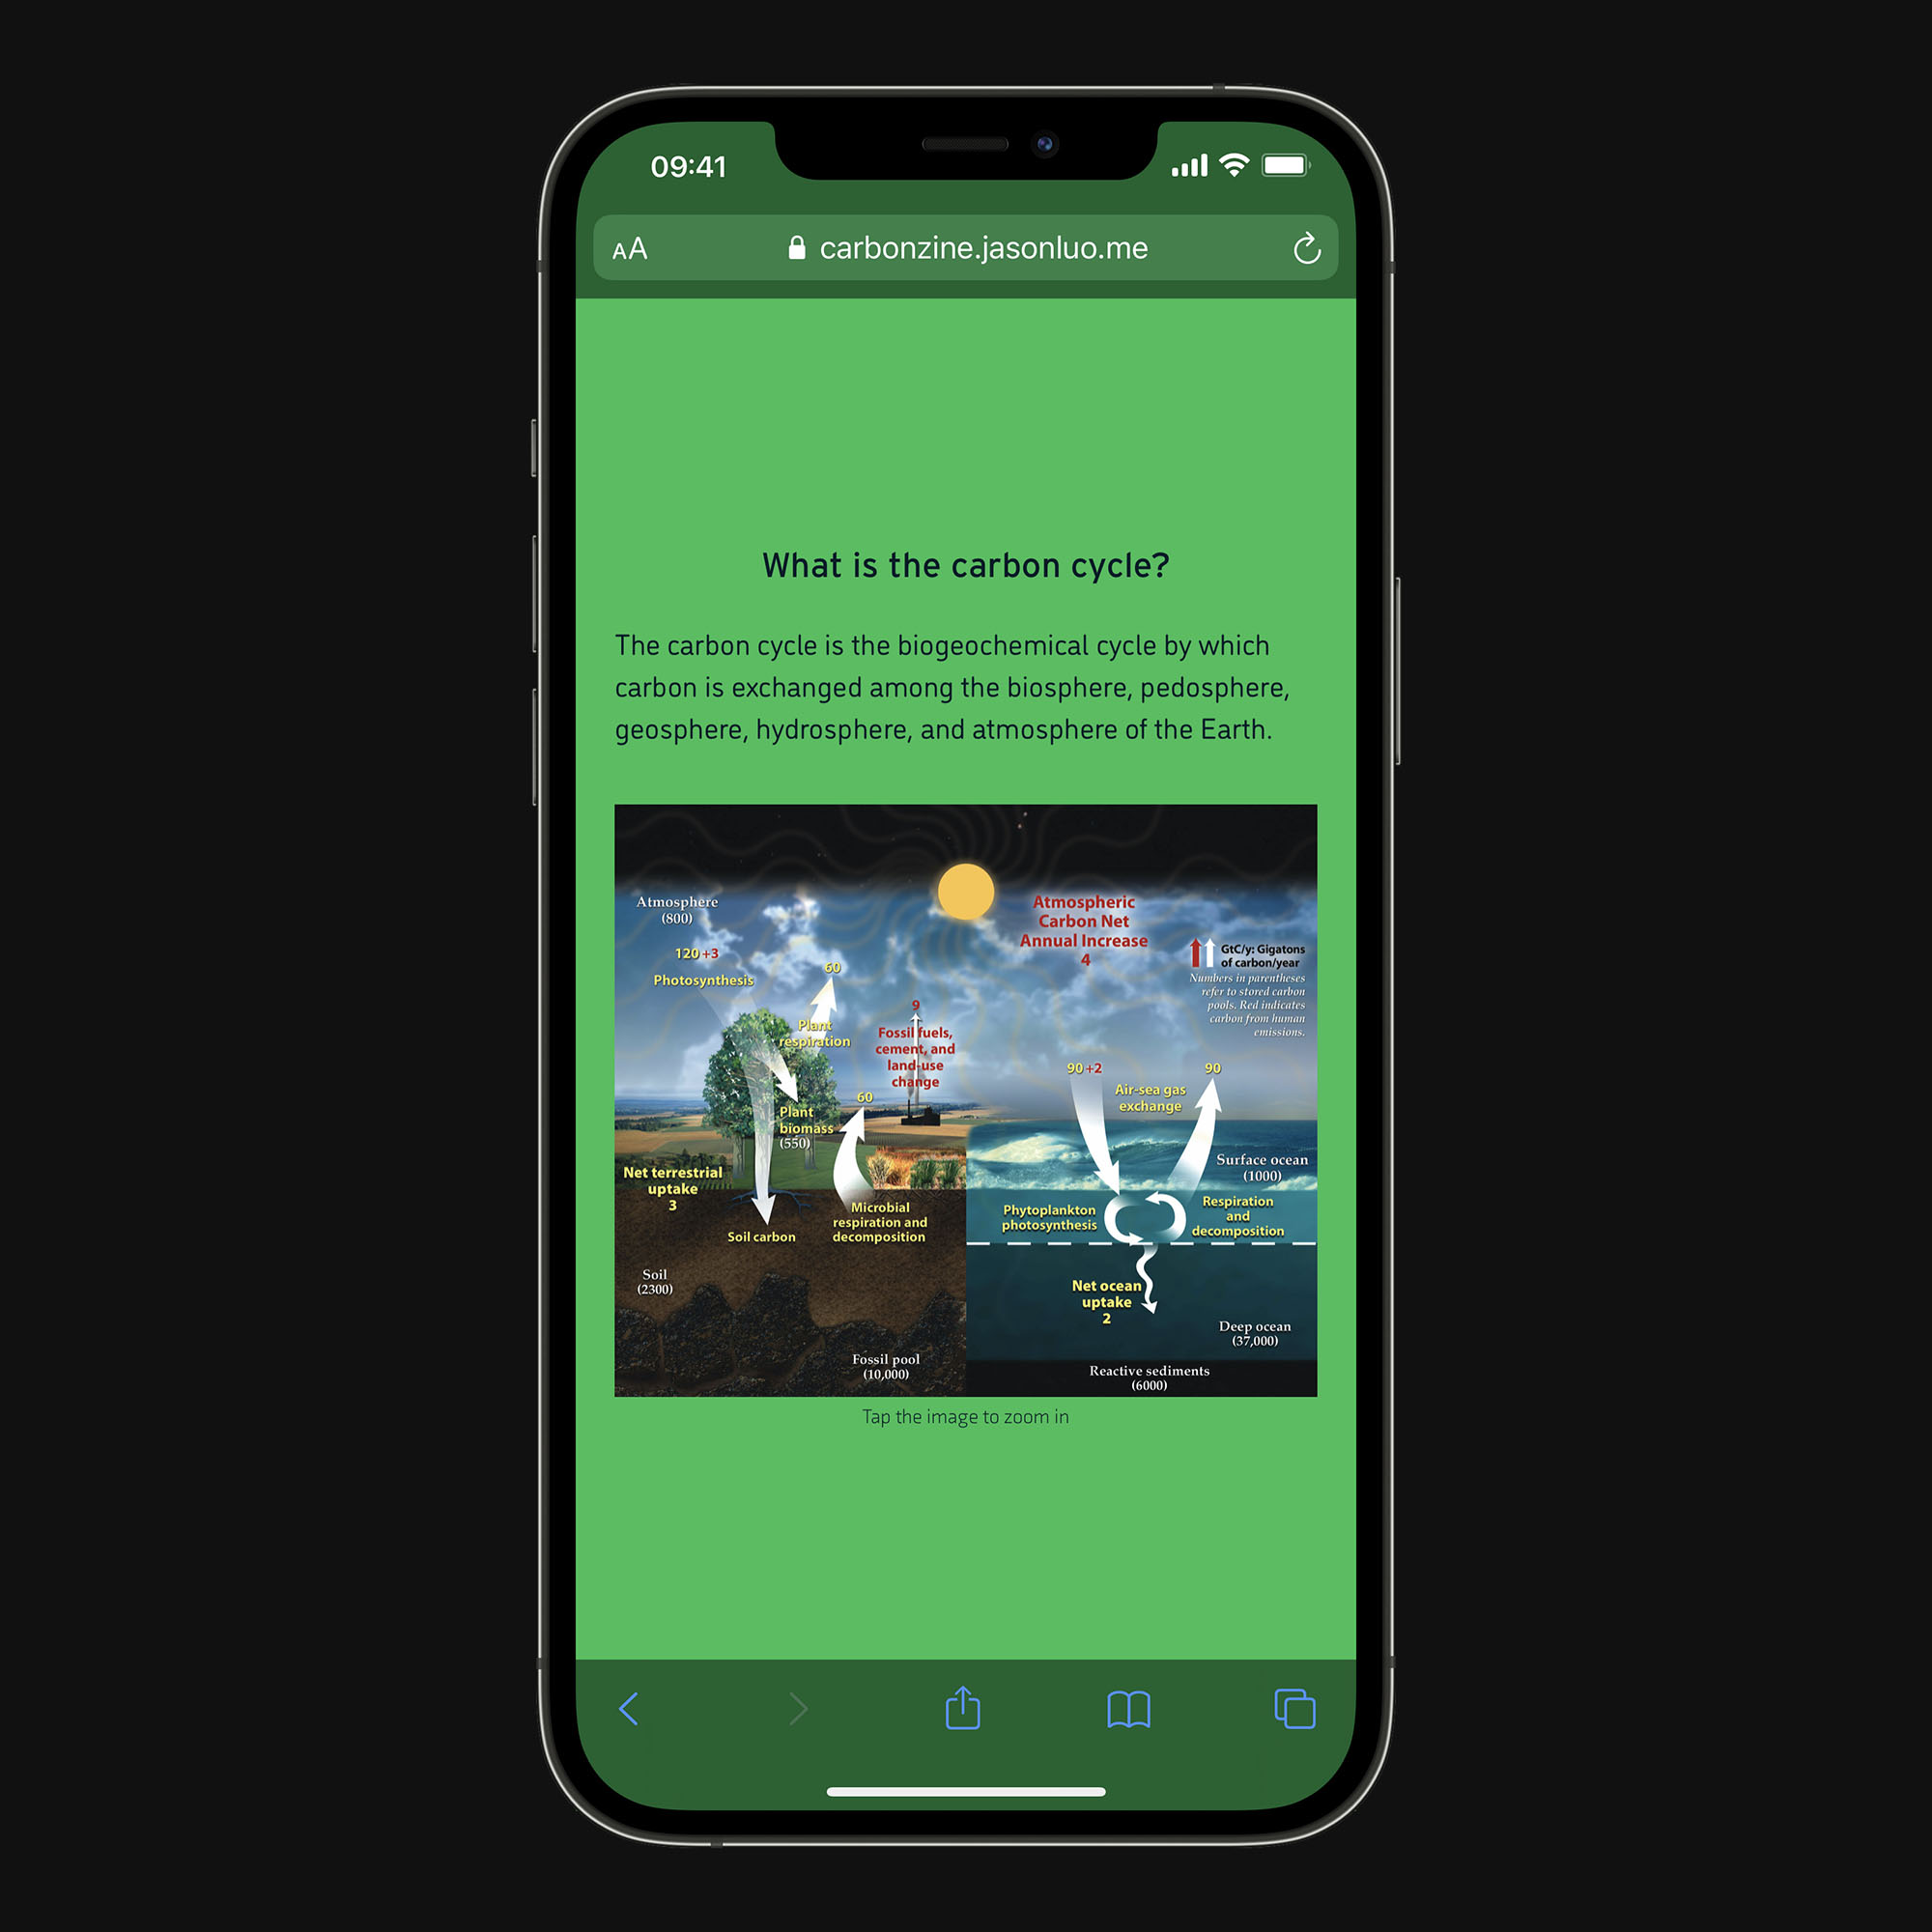 09:41
AA
carbonzine.jasonluo.me
What is the carbon cycle?
The carbon cycle is the biogeochemical cycle by which
carbon is exchanged among the biosphere, pedosphere,
geosphere, hydrosphere, and atmosphere of the Earth.
Atmosphere
(800)
120 +3
Photosynthesis
60
Plant
respiration
9
Fossil fuels,
cement, and
land-use
change
Plant
biomass
(550)
60
Net terrestrial
uptake
3
Soil carbon
Microbial
respiration and
decomposition
Soil
(2300)
Fossil pool
(10,000)
Atmospheric
Carbon Net
Annual Increase
4
GtC/y: Gigatons
of carbon/year
Numbers in parentheses
refer to stored carbon
pools. Red indicates
carbon from human
emissions.
90 +2
Air-sea gas
exchange
90
Surface ocean
(1000)
Phytoplankton
photosynthesis
Respiration
and
decomposition
Net ocean
uptake
2
Deep ocean
(37,000)
Reactive sediments
(6000)
Tap the image to zoom in